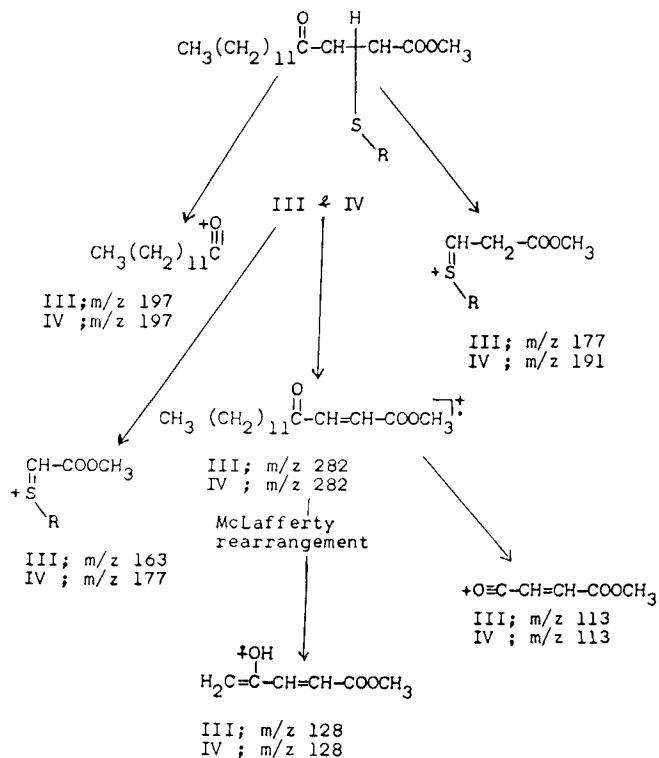 O H
CH3(CH2)11C-CH-CH-COOCH3
S
R
III & IV
+O
CH3(CH2)11C
III; m/z 197
IV ; m/z 197
CH-CH2-COOCH3
+S
R
III; m/z 177
IV ; m/z 191
O
CH3 (CH2)11C-CH=CH-COOCH3 +.
III; m/z 282
IV ; m/z 282
CH-COOCH3
+S
R
III; m/z 163
IV ; m/z 177
McLafferty
rearrangement
+O≡C-CH=CH-COOCH3
III; m/z 113
IV ; m/z 113
+OH
H2C=C-CH=CH-COOCH3
III; m/z 128
IV ; m/z 128